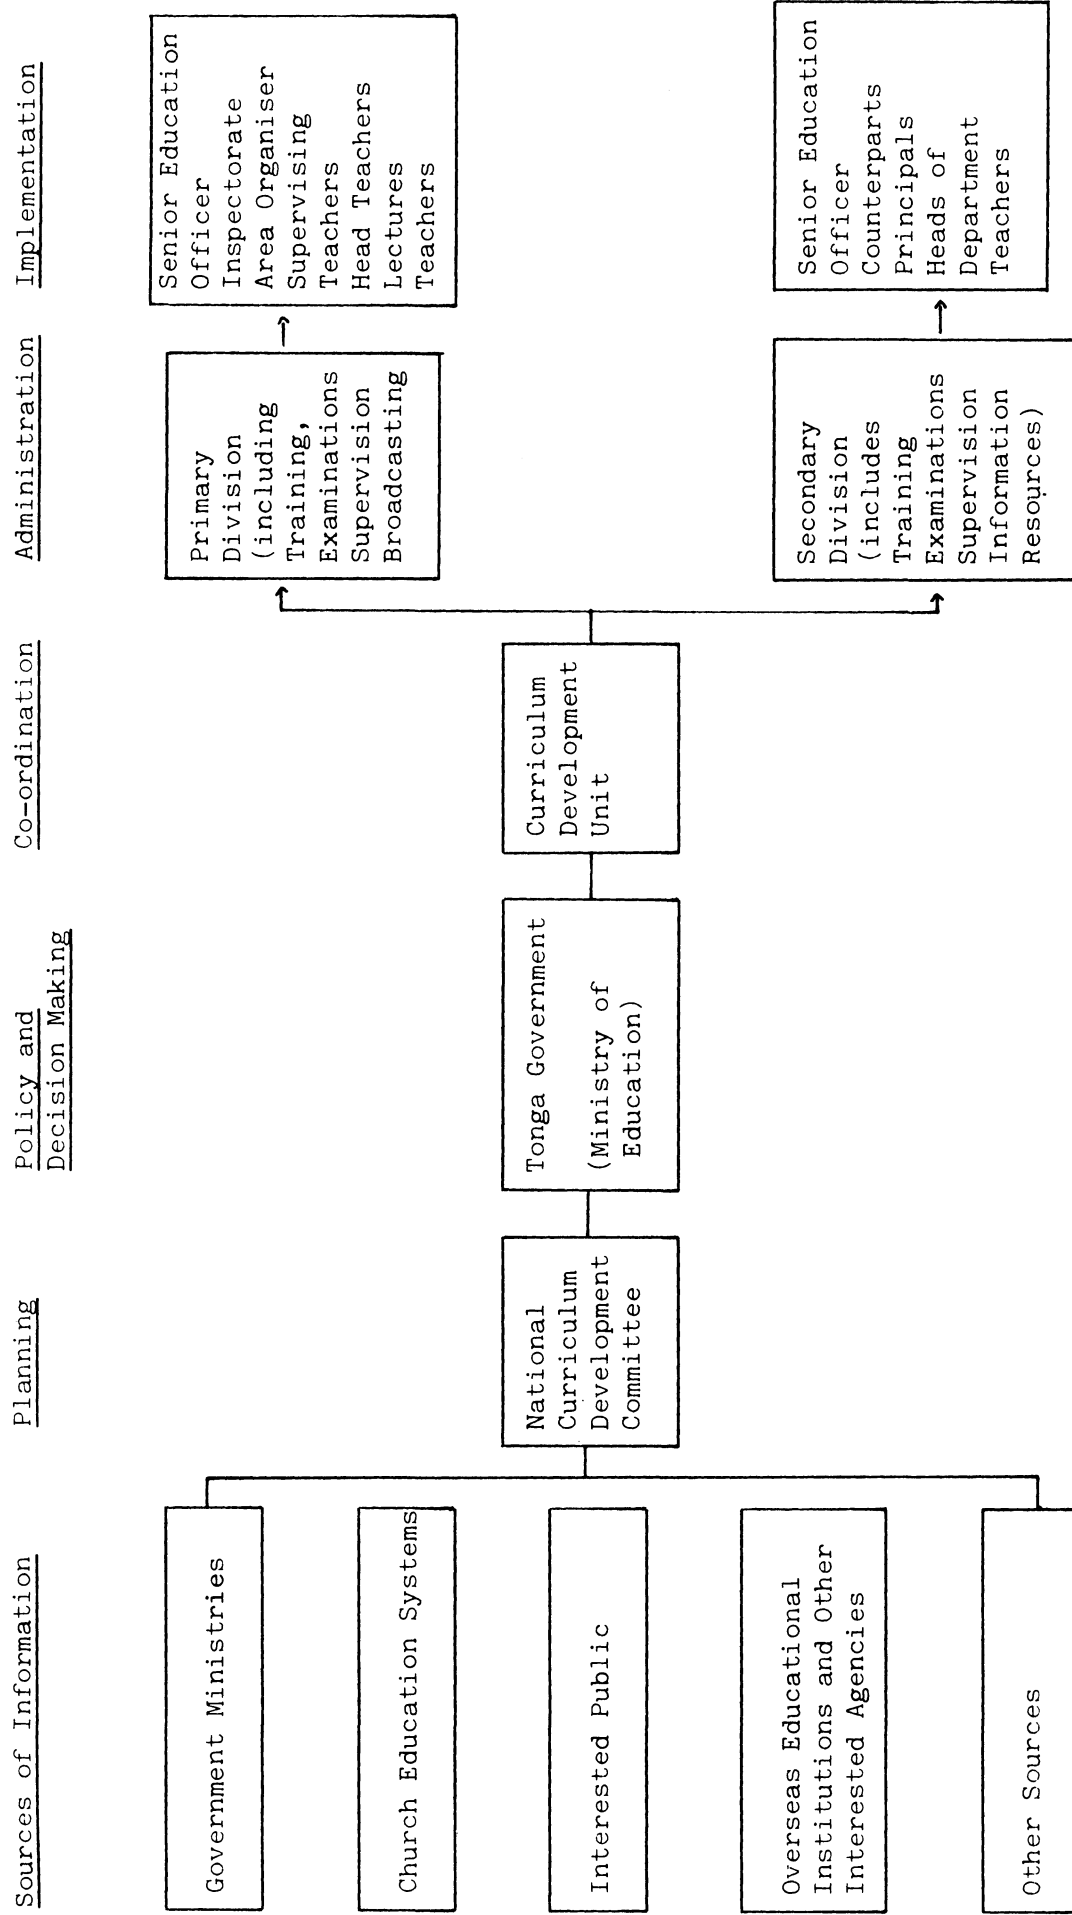 Sources of Information
Planning
Policy and
Decision Making
Co-ordination
Administration
Implementation
Government Ministries
Church Education Systems
Interested Public
Overseas Educational
Institutions and Other
Interested Agencies
Other Sources
National
Curriculum
Development
Committee
Tonga Government
(Ministry of
Education)
Curriculum
Development
Unit
Primary
Division
(including
Training,
Examinations
Supervision
Broadcasting
Secondary
Division
(includes
Training
Examinations
Supervision
Information
Resources)
Senior Education
Officer
Inspectorate
Area Organiser
Supervising
Teachers
Head Teachers
Lectures
Teachers
Senior Education
Officer
Counterparts
Principals
Heads of
Department
Teachers